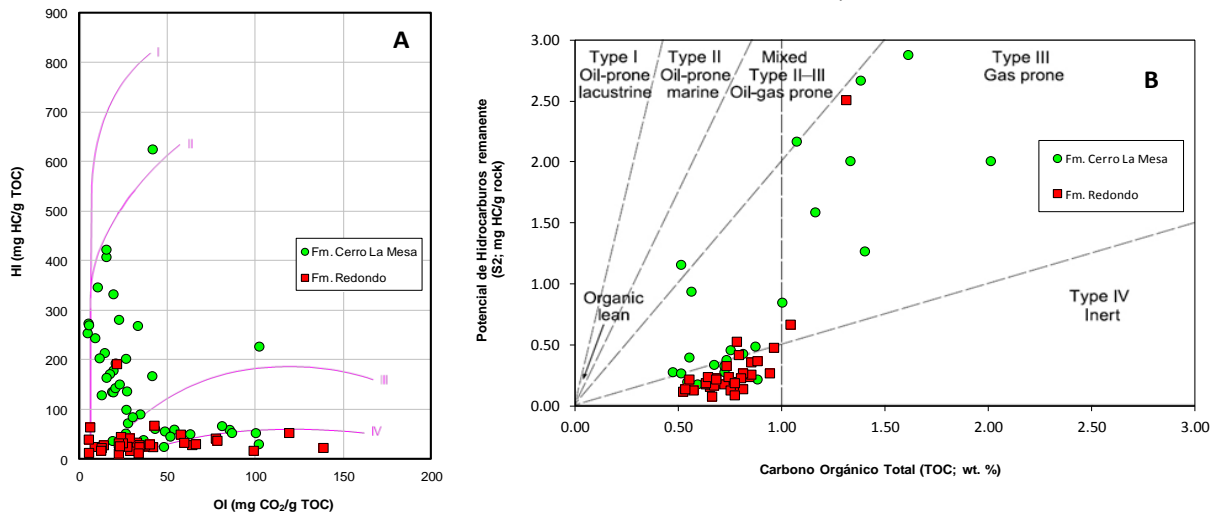 A
900
800
700
600
500
400
300
200
100
0
HI (mg HC/g TOC)
I
II
III
IV
Fm. Cerro La Mesa
Fm. Redondo
0
50
100
150
200
OI (mg CO₂/g TOC)
B
3.00
2.50
2.00
1.50
1.00
0.50
0.00
Potencial de Hidrocarburos remanente
(S2; mg HC/g rock)
Type I
Oil-prone
lacustrine
Type II
Oil-prone
marine
Mixed
Type II–III
Oil-gas prone
Type III
Gas prone
Fm. Cerro La Mesa
Fm. Redondo
Organic
lean
Type IV
Inert
0.00
0.50
1.00
1.50
2.00
2.50
3.00
Carbono Orgánico Total (TOC; wt. %)